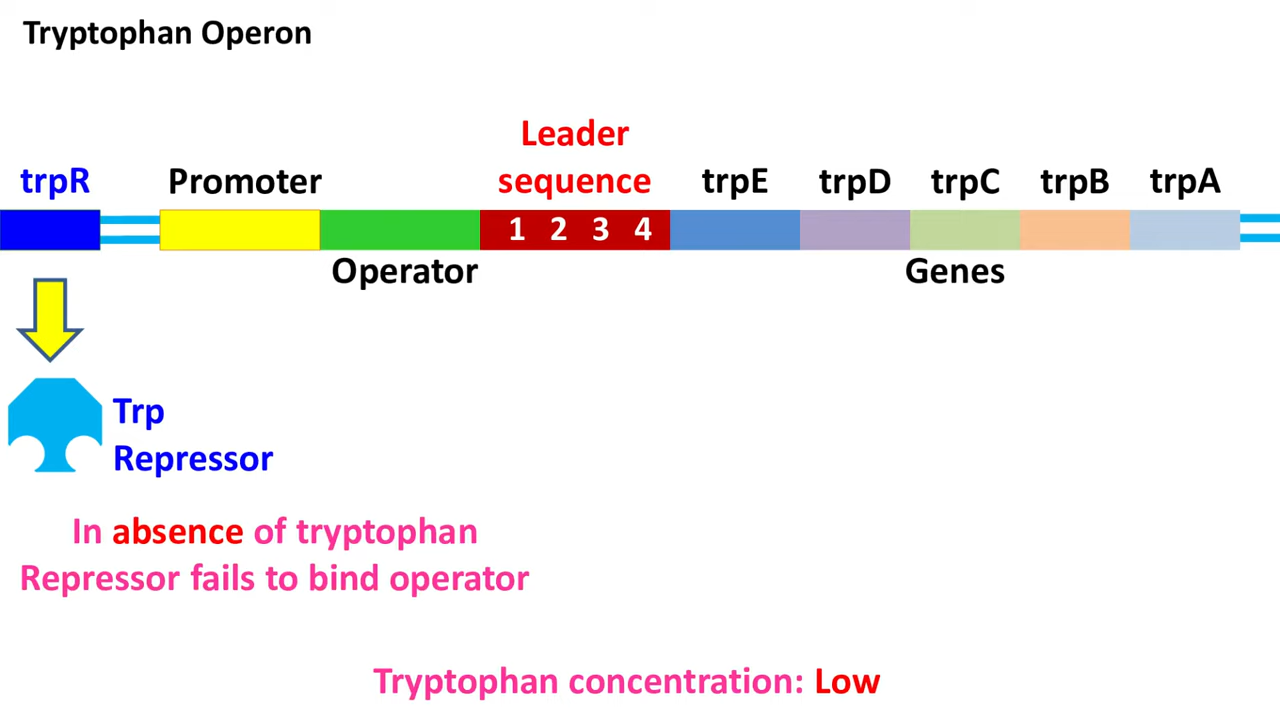 Tryptophan Operon
Leader
sequence
trpR Promoter trpE trpD trpC trpB trpA
1 2 3 4
Operator Genes
Trp
Repressor
In absence of tryptophan
Repressor fails to bind operator
Tryptophan concentration: Low